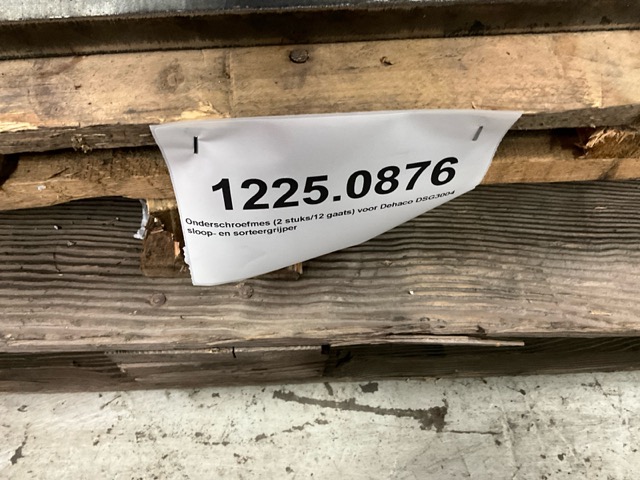 1225.0876
Onderschroefmes (2 stuks/12 gaats) voor Dehaco DSG3004
sloop- en sorteergrijper